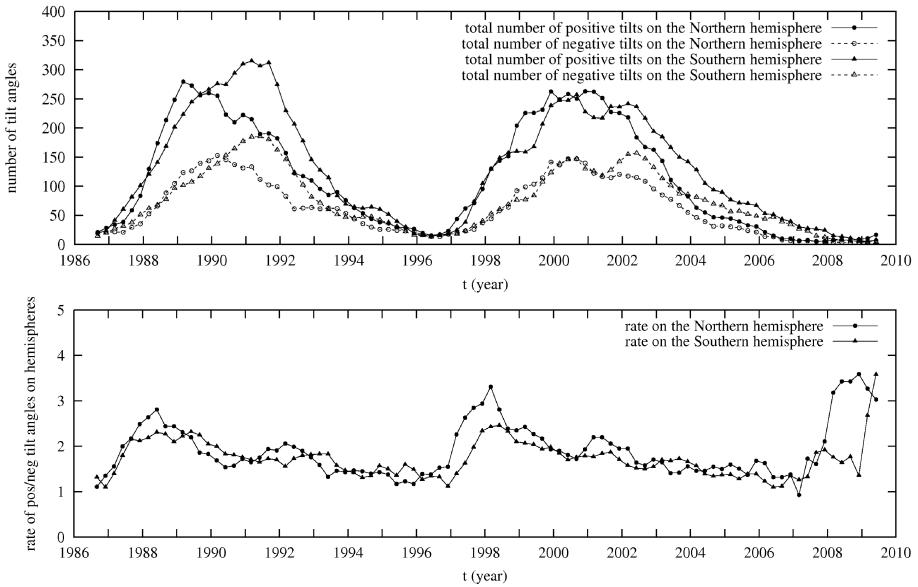 400
350
300
250
200
150
100
50
0
number of tilt angles
total number of positive tilts on the Northern hemisphere
total number of negative tilts on the Northern hemisphere
total number of positive tilts on the Southern hemisphere
total number of negative tilts on the Southern hemisphere
1986 1988 1990 1992 1994 1996 1998 2000 2002 2004 2006 2008 2010
t (year)
5
4
3
2
1
0
rate of pos/neg tilt angles on hemispheres
rate on the Northern hemisphere
rate on the Southern hemisphere
1986 1988 1990 1992 1994 1996 1998 2000 2002 2004 2006 2008 2010
t (year)